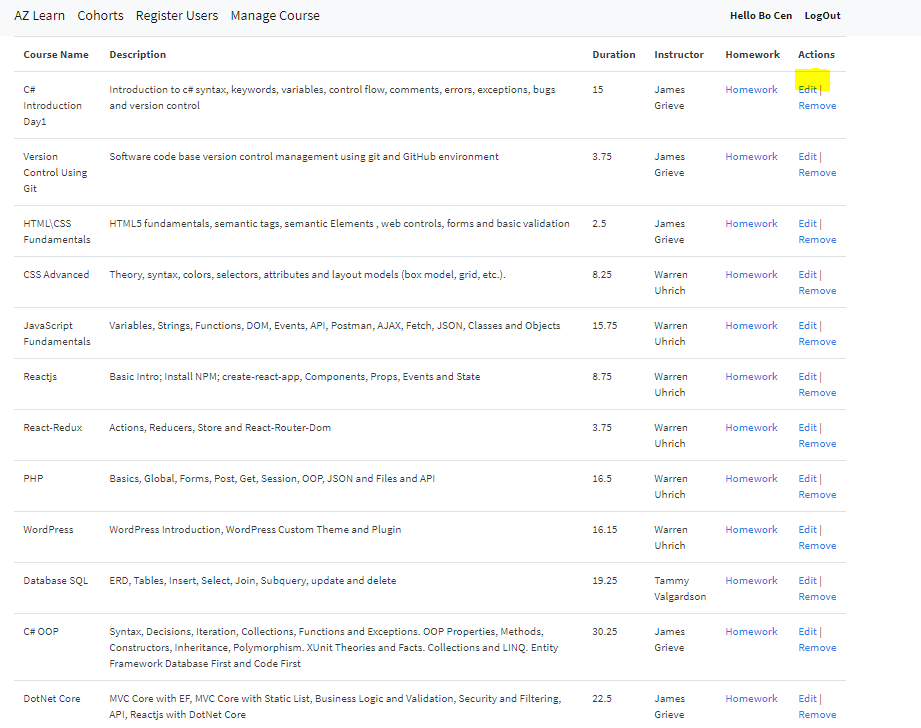 AZ Learn Cohorts Register Users Manage Course Hello Bo Cen LogOut
Course Name Description Duration Instructor Homework Actions
C# Introduction to c# syntax, keywords, variables, control flow, comments, errors, exceptions, bugs 15 James Homework Edit |
Introduction and version control Grieve Remove
Day1
Version Software code base version control management using git and GitHub environment 3.75 James Homework Edit |
Control Using Grieve Remove
Git
HTML\CSS HTML5 fundamentals, semantic tags, semantic Elements , web controls, forms and basic validation 2.5 James Homework Edit |
Fundamentals Grieve Remove
CSS Advanced Theory, syntax, colors, selectors, attributes and layout models (box model, grid, etc.). 8.25 Warren Homework Edit |
Uhrich Remove
JavaScript Variables, Strings, Functions, DOM, Events, API, Postman, AJAX, Fetch, JSON, Classes and Objects 15.75 Warren Homework Edit |
Fundamentals Uhrich Remove
Reactjs Basic Intro; Install NPM; create-react-app, Components, Props, Events and State 8.75 Warren Homework Edit |
Uhrich Remove
React-Redux Actions, Reducers, Store and React-Router-Dom 3.75 Warren Homework Edit |
Uhrich Remove
PHP Basics, Global, Forms, Post, Get, Session, OOP, JSON and Files and API 16.5 Warren Homework Edit |
Uhrich Remove
WordPress WordPress Introduction, WordPress Custom Theme and Plugin 16.15 Warren Homework Edit |
Uhrich Remove
Database SQL ERD, Tables, Insert, Select, Join, Subquery, update and delete 19.25 Tammy Homework Edit |
Valgardson Remove
C# OOP Syntax, Decisions, Iteration, Collections, Functions and Exceptions. OOP Properties, Methods, 30.25 James Homework Edit |
Constructors, Inheritance, Polymorphism. XUnit Theories and Facts. Collections and LINQ. Entity Grieve Remove
Framework Database First and Code First
DotNet Core MVC Core with EF, MVC Core with Static List, Business Logic and Validation, Security and Filtering, 22.5 James Homework Edit |
API, Reactjs with DotNet Core Grieve Remove